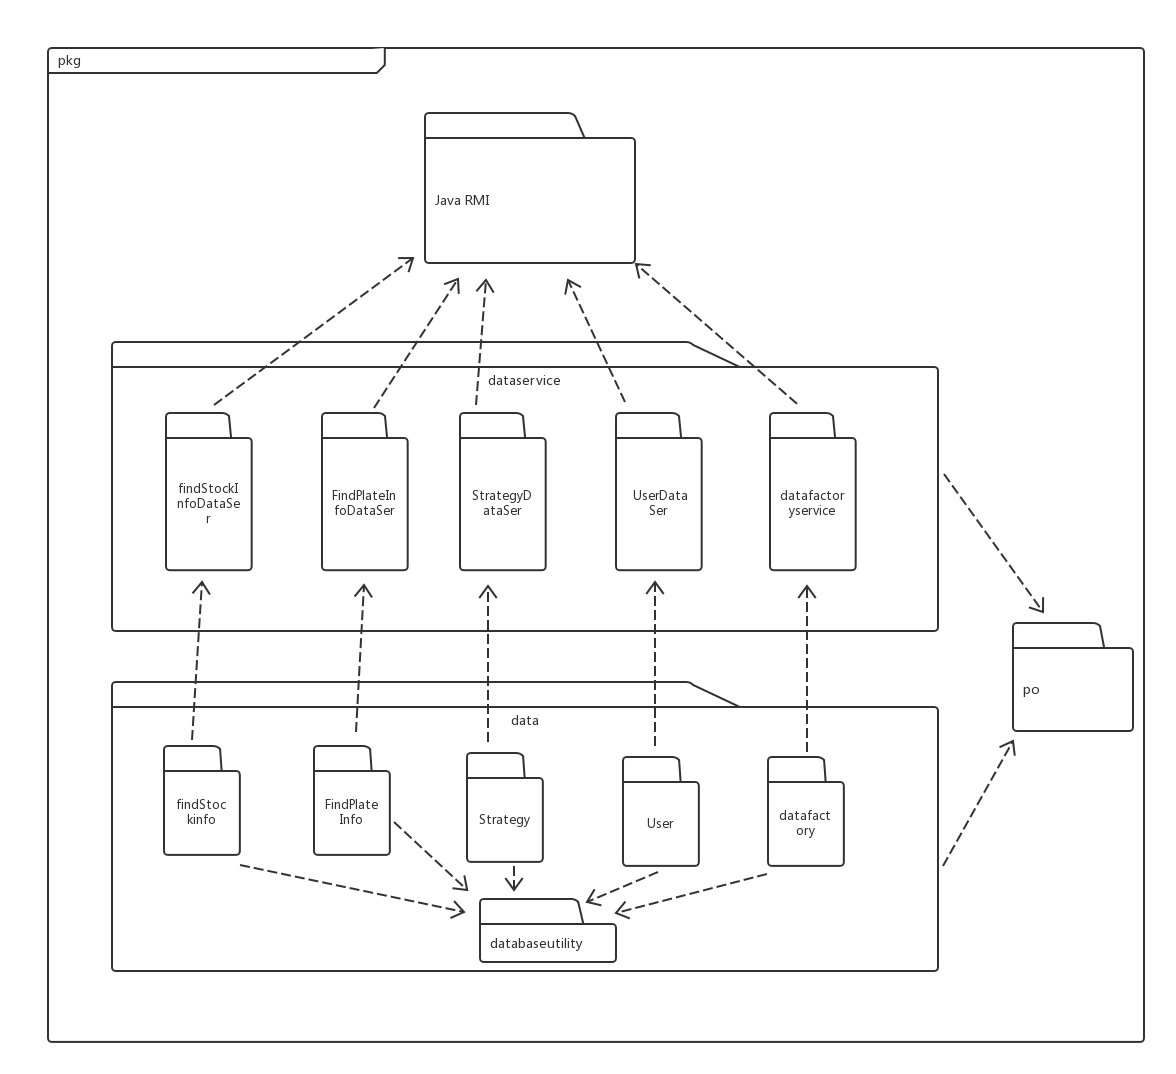 pkg
Java RMI
dataservice
findStockI
nfoDataSe
r
FindPlateIn
foDataSer
StrategyD
ataSer
UserData
Ser
datafactor
yservice
po
data
findStoc
kinfo
FindPlate
Info
Strategy
User
datafact
ory
databaseutility